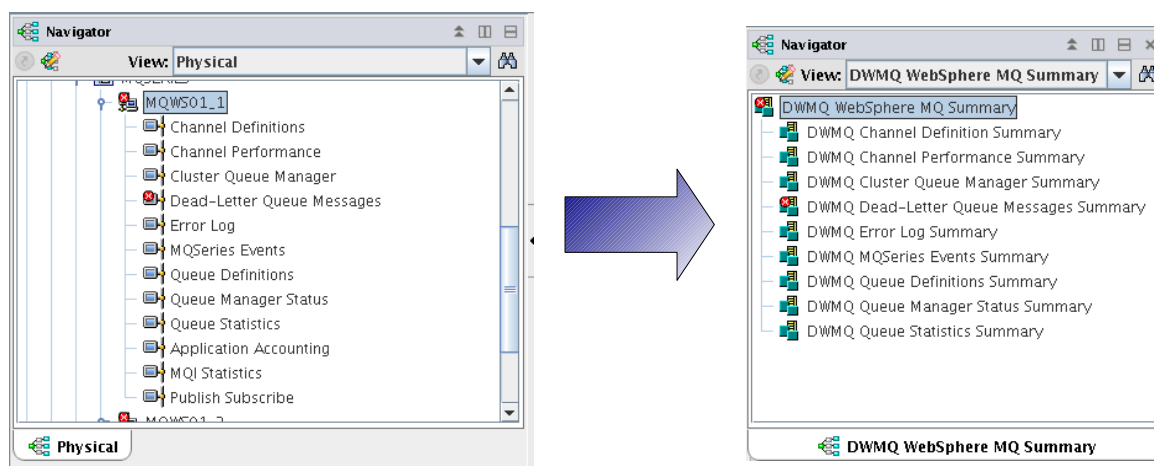 Navigator
View: Physical
MQSERIES
MQWS01_1
Channel Definitions
Channel Performance
Cluster Queue Manager
Dead-Letter Queue Messages
Error Log
MQSeries Events
Queue Definitions
Queue Manager Status
Queue Statistics
Application Accounting
MQI Statistics
Publish Subscribe
MQWS01_2
Physical
Navigator
View: DWMQ WebSphere MQ Summary
DWMQ WebSphere MQ Summary
DWMQ Channel Definition Summary
DWMQ Channel Performance Summary
DWMQ Cluster Queue Manager Summary
DWMQ Dead-Letter Queue Messages Summary
DWMQ Error Log Summary
DWMQ MQSeries Events Summary
DWMQ Queue Definitions Summary
DWMQ Queue Manager Status Summary
DWMQ Queue Statistics Summary
DWMQ WebSphere MQ Summary